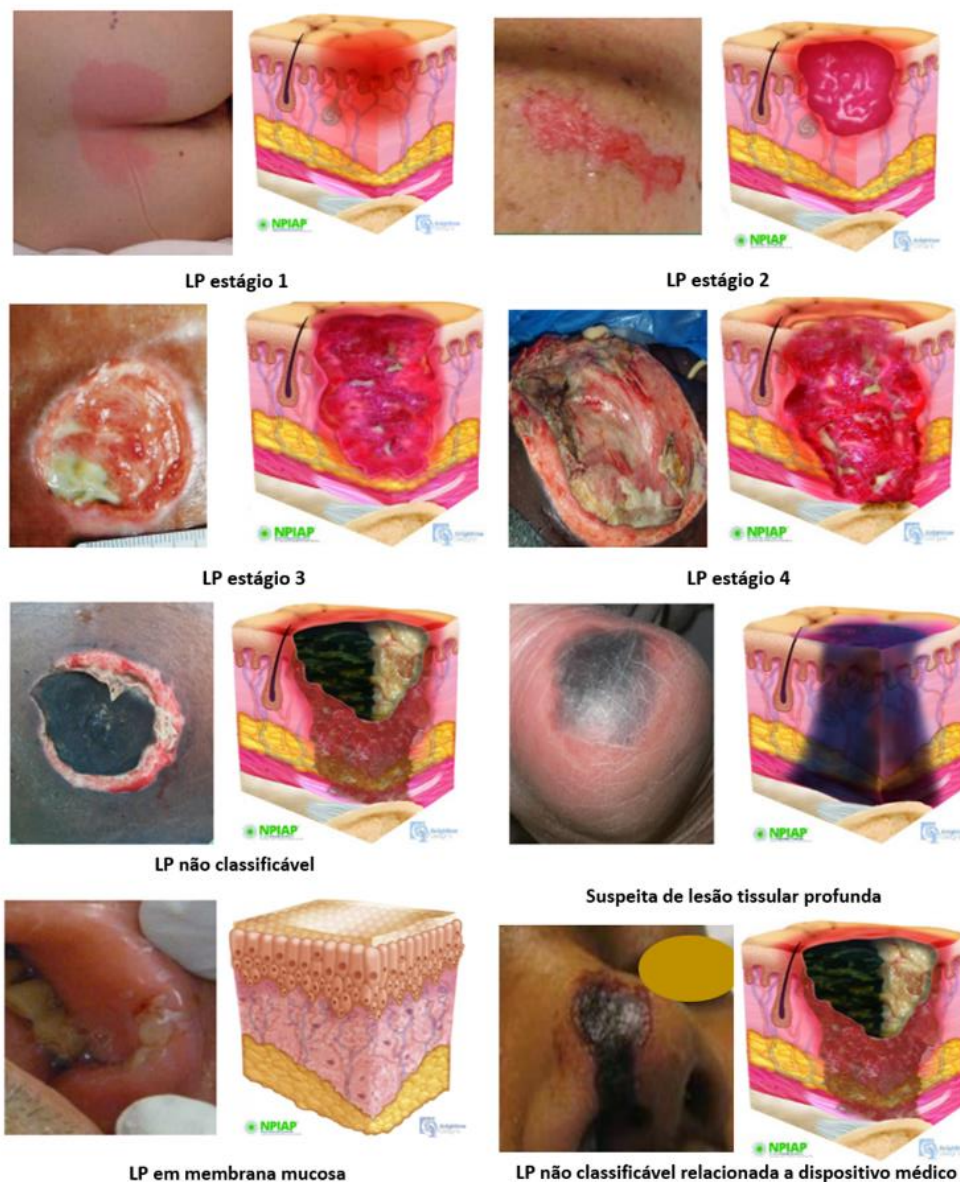 NPIAP
NPIAP
LP estágio 1
LP estágio 2
NPIAP
NPIAP
LP estágio 3
LP estágio 4
NPIAP
NPIAP
LP não classificável
Suspeita de lesão tissular profunda
NPIAP
NPIAP
LP em membrana mucosa
LP não classificável relacionada a dispositivo médico